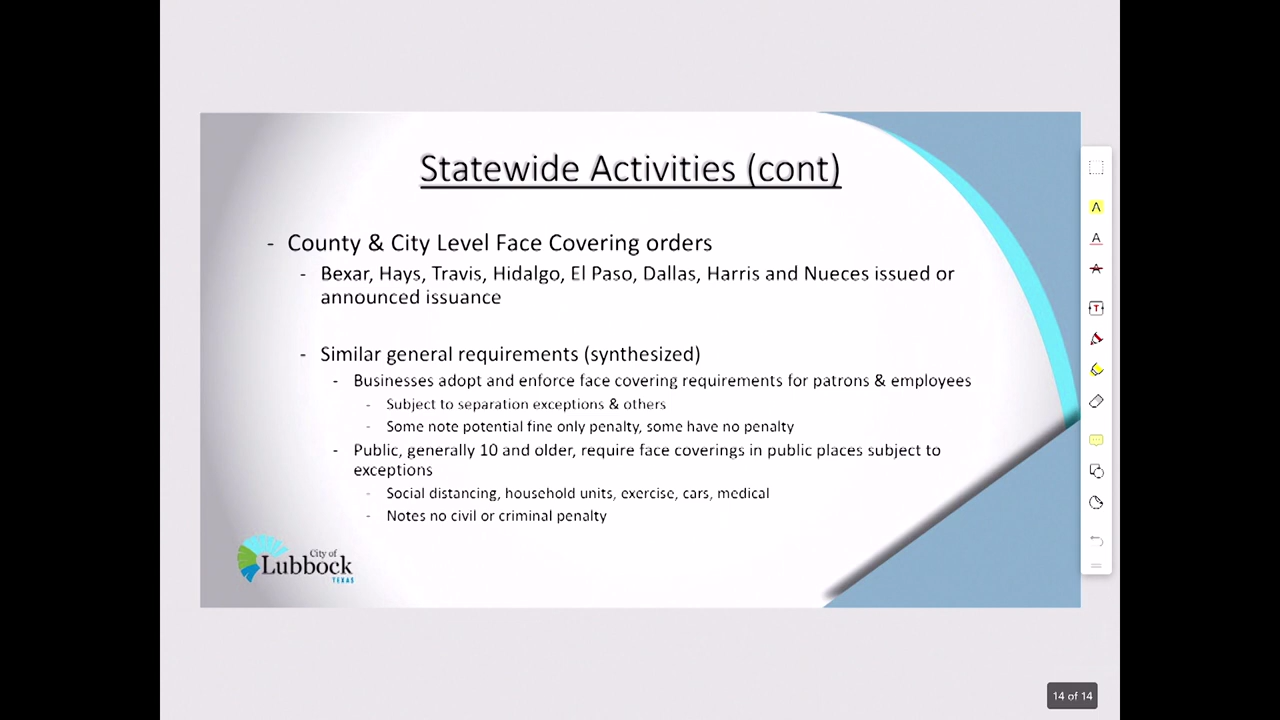 Statewide Activities (cont)
- County & City Level Face Covering orders
- Bexar, Hays, Travis, Hidalgo, El Paso, Dallas, Harris and Nueces issued or
announced issuance
- Similar general requirements (synthesized)
- Businesses adopt and enforce face covering requirements for patrons & employees
- Subject to separation exceptions & others
- Some note potential fine only penalty, some have no penalty
- Public, generally 10 and older, require face coverings in public places subject to
exceptions
- Social distancing, household units, exercise, cars, medical
- Notes no civil or criminal penalty
City of
Lubbock
TEXAS
A
A
A
T
14 of 14